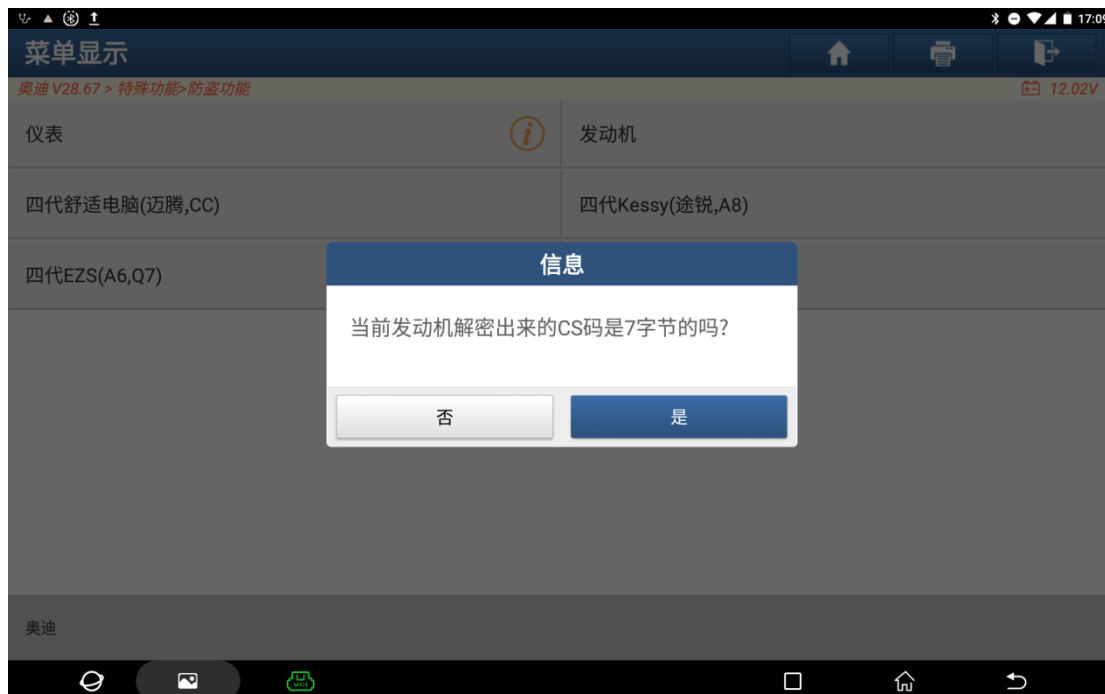 17:09
菜单显示
奥迪 V28.67 > 特殊功能>防盗功能
12.02V
仪表
发动机
四代舒适电脑(迈腾,CC)
四代Kessy(途锐,A8)
四代EZS(A6,Q7)
信息
当前发动机解密出来的CS码是7字节的吗?
否
是
奥迪
VCI